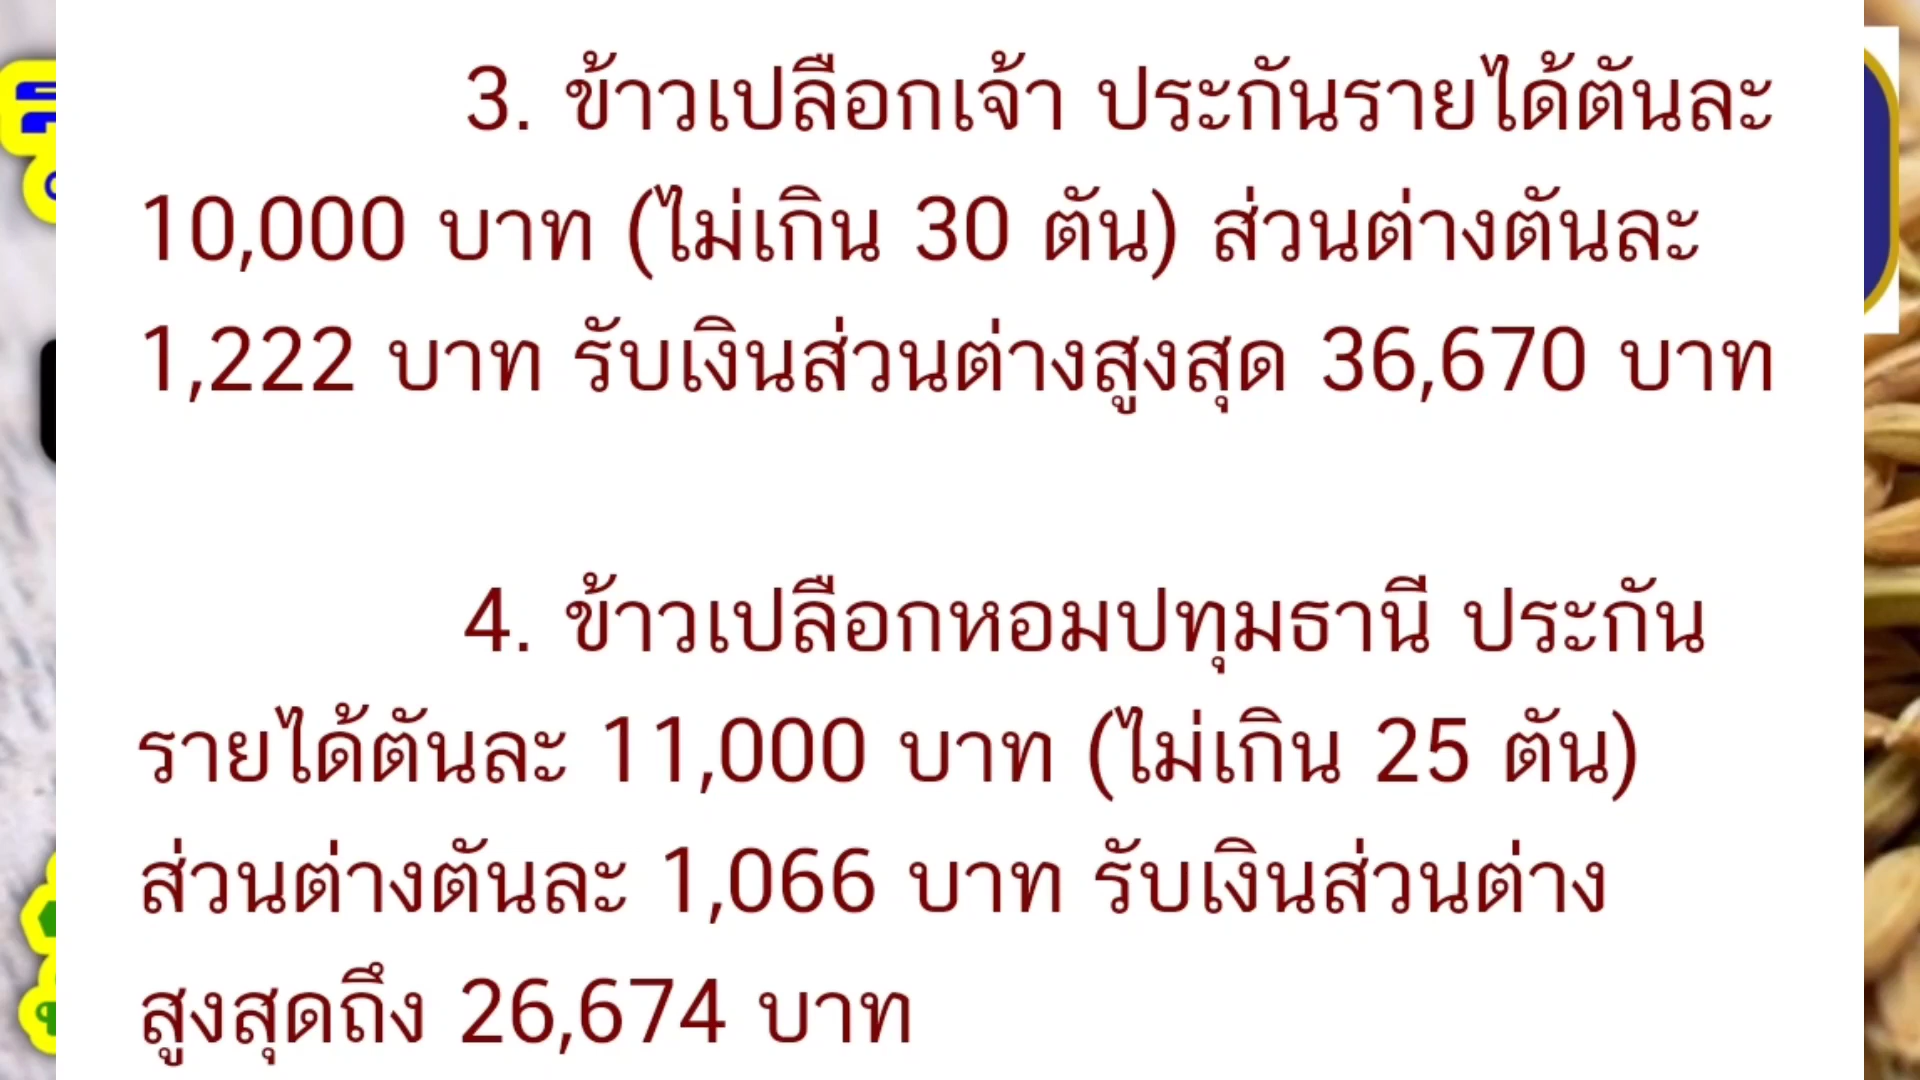 3. ข้าวเปลือกเจ้า ประกันรายได้ตันละ
10,000 บาท (ไม่เกิน 30 ตัน) ส่วนต่างตันละ
1,222 บาท รับเงินส่วนต่างสูงสุด 36,670 บาท
4. ข้าวเปลือกหอมปทุมธานี ประกัน
รายได้ตันละ 11,000 บาท (ไม่เกิน 25 ตัน)
ส่วนต่างตันละ 1,066 บาท รับเงินส่วนต่าง
สูงสุดถึง 26,674 บาท